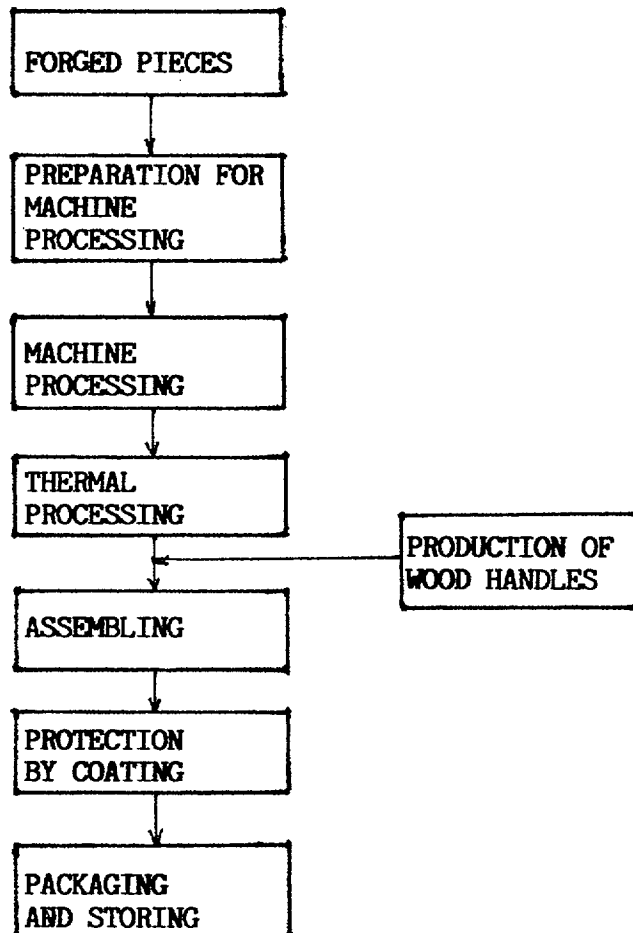 FORGED PIECES
PREPARATION FOR
MACHINE
PROCESSING
MACHINE
PROCESSING
THERMAL
PROCESSING
PRODUCTION OF
WOOD HANDLES
ASSEMBLING
PROTECTION
BY COATING
PACKAGING
AND STORING